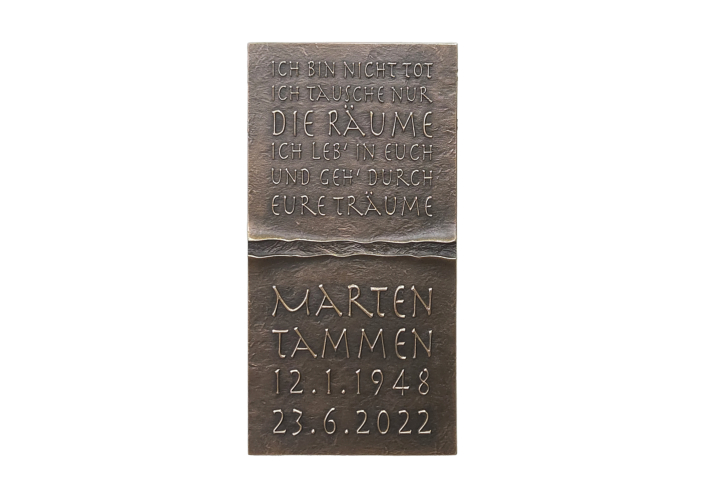 ICH BIN NICHT TOT
ICH TAUSCHE NUR
DIE RÄUME
ICH LEB' IN EUCH
UND GEH' DURCH
EURE TRÄUME
MARTEN
TAMMEN
12.1.1948
23.6.2022